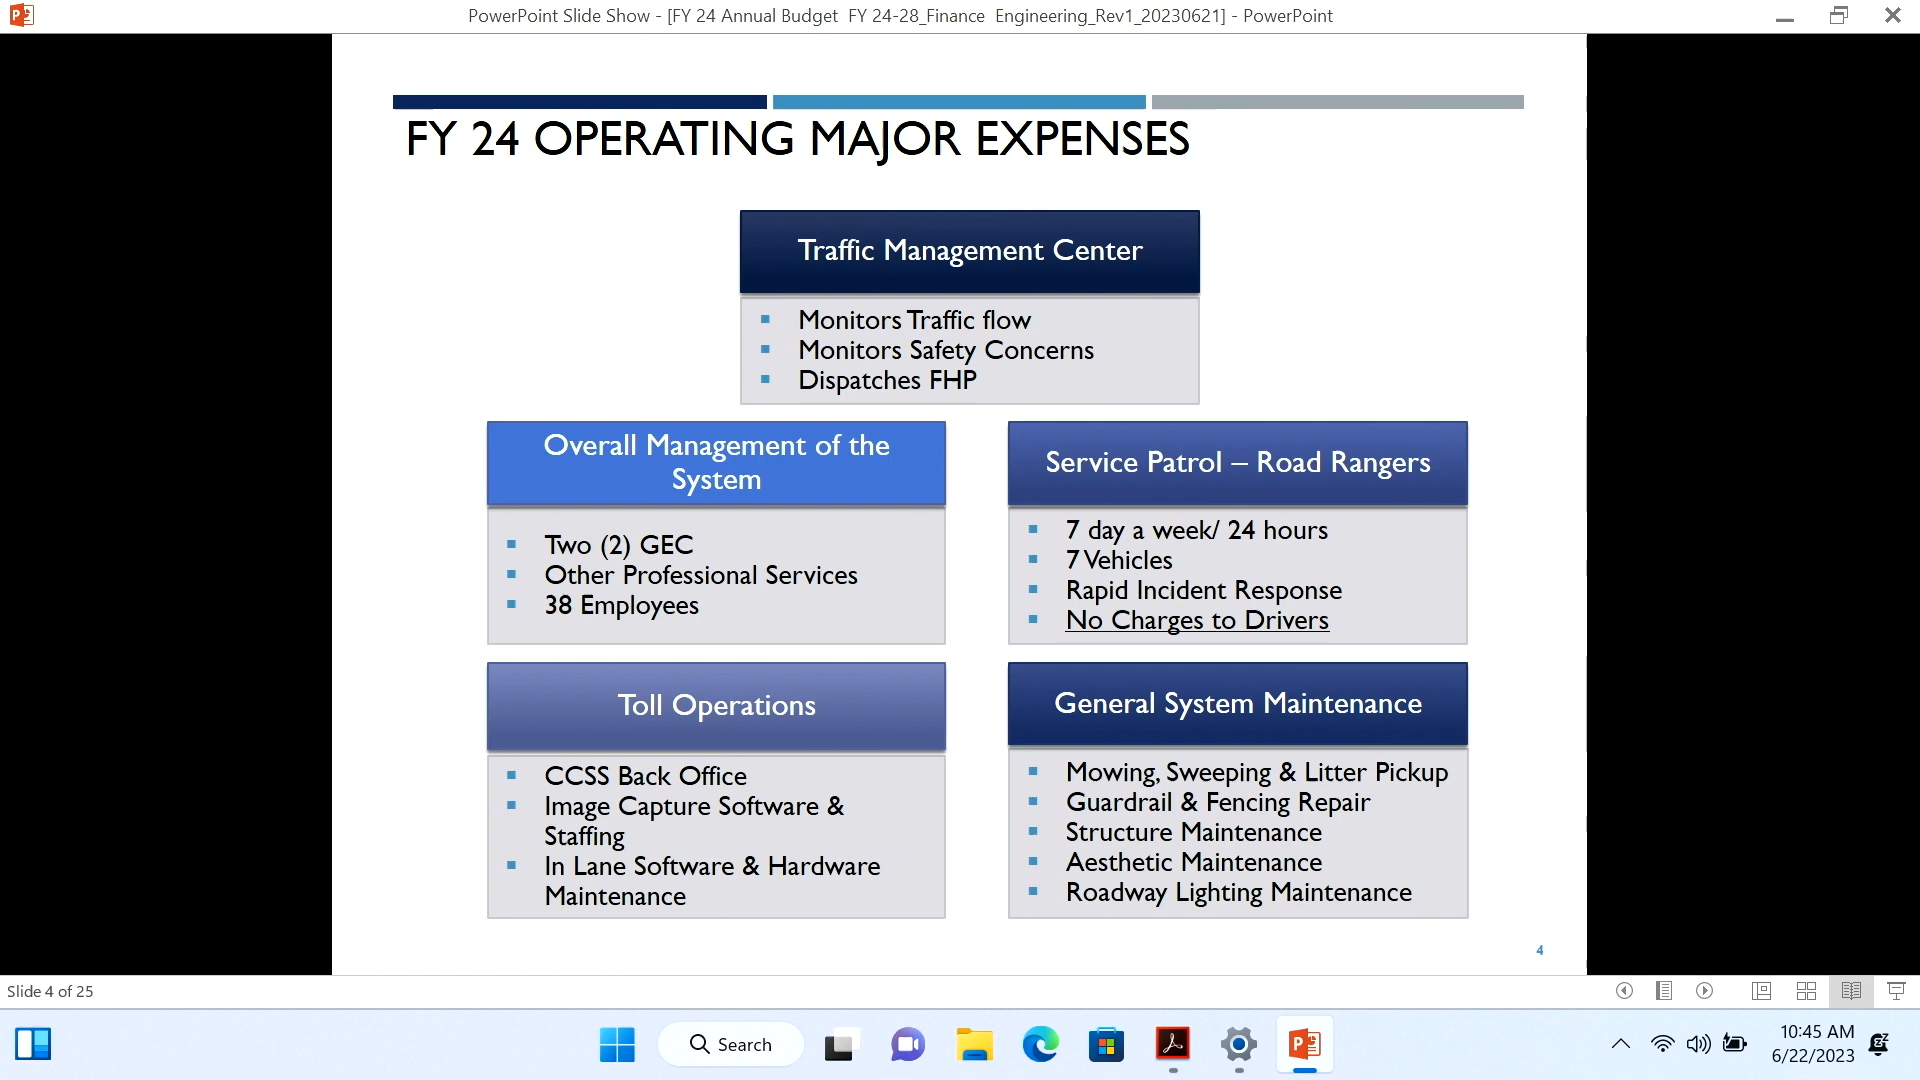 PowerPoint Slide Show - [FY 24 Annual Budget  FY 24-28_Finance  Engineering_Rev1_20230621] - PowerPoint
FY 24 OPERATING MAJOR EXPENSES
Traffic Management Center
Monitors Traffic flow
Monitors Safety Concerns
Dispatches FHP
Overall Management of the
System
Two (2) GEC
Other Professional Services
38 Employees
Service Patrol – Road Rangers
7 day a week/ 24 hours
7 Vehicles
Rapid Incident Response
No Charges to Drivers
Toll Operations
CCSS Back Office
Image Capture Software &
Staffing
In Lane Software & Hardware
Maintenance
General System Maintenance
Mowing, Sweeping & Litter Pickup
Guardrail & Fencing Repair
Structure Maintenance
Aesthetic Maintenance
Roadway Lighting Maintenance
4
Slide 4 of 25
Search
10:45 AM
6/22/2023